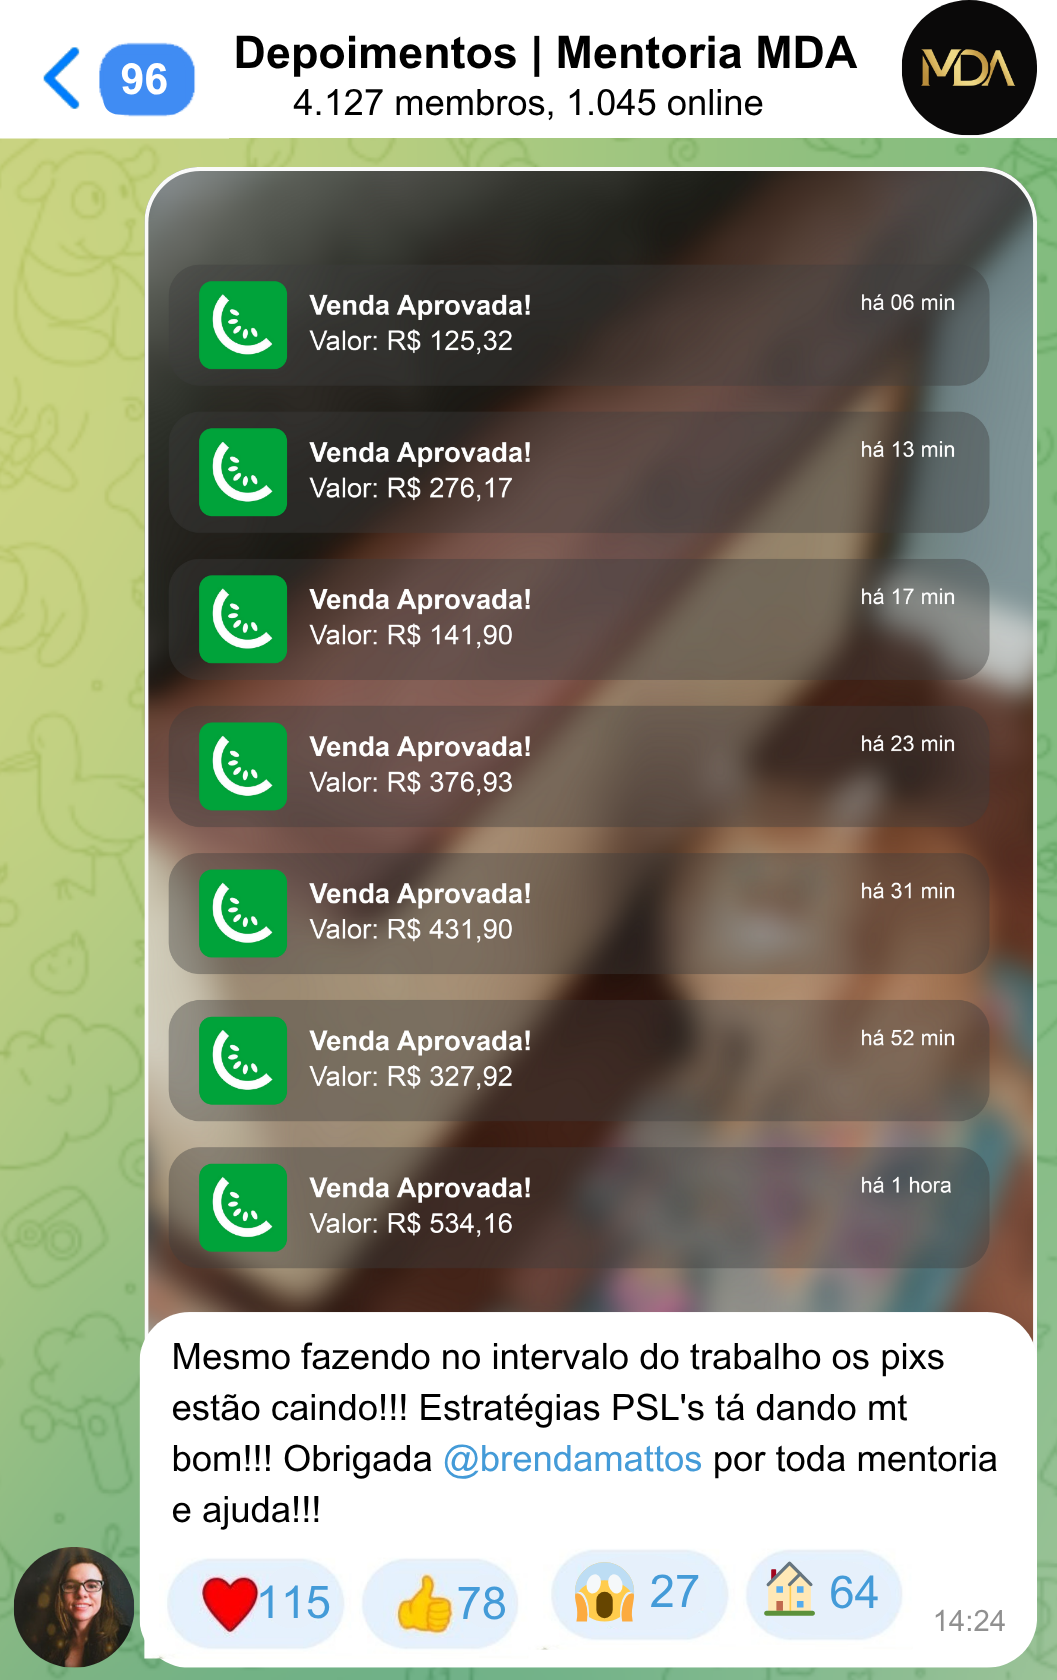 96
Depoimentos | Mentoria MDA
4.127 membros, 1.045 online
MDA
Venda Aprovada!
há 06 min
Valor: R$ 125,32
Venda Aprovada!
há 13 min
Valor: R$ 276,17
Venda Aprovada!
há 17 min
Valor: R$ 141,90
Venda Aprovada!
há 23 min
Valor: R$ 376,93
Venda Aprovada!
há 31 min
Valor: R$ 431,90
Venda Aprovada!
há 52 min
Valor: R$ 327,92
Venda Aprovada!
há 1 hora
Valor: R$ 534,16
Mesmo fazendo no intervalo do trabalho os pixs
estão caindo!!! Estratégias PSL's tá dando mt
bom!!! Obrigada @brendamattos por toda mentoria
e ajuda!!!
115 78 27 64
14:24